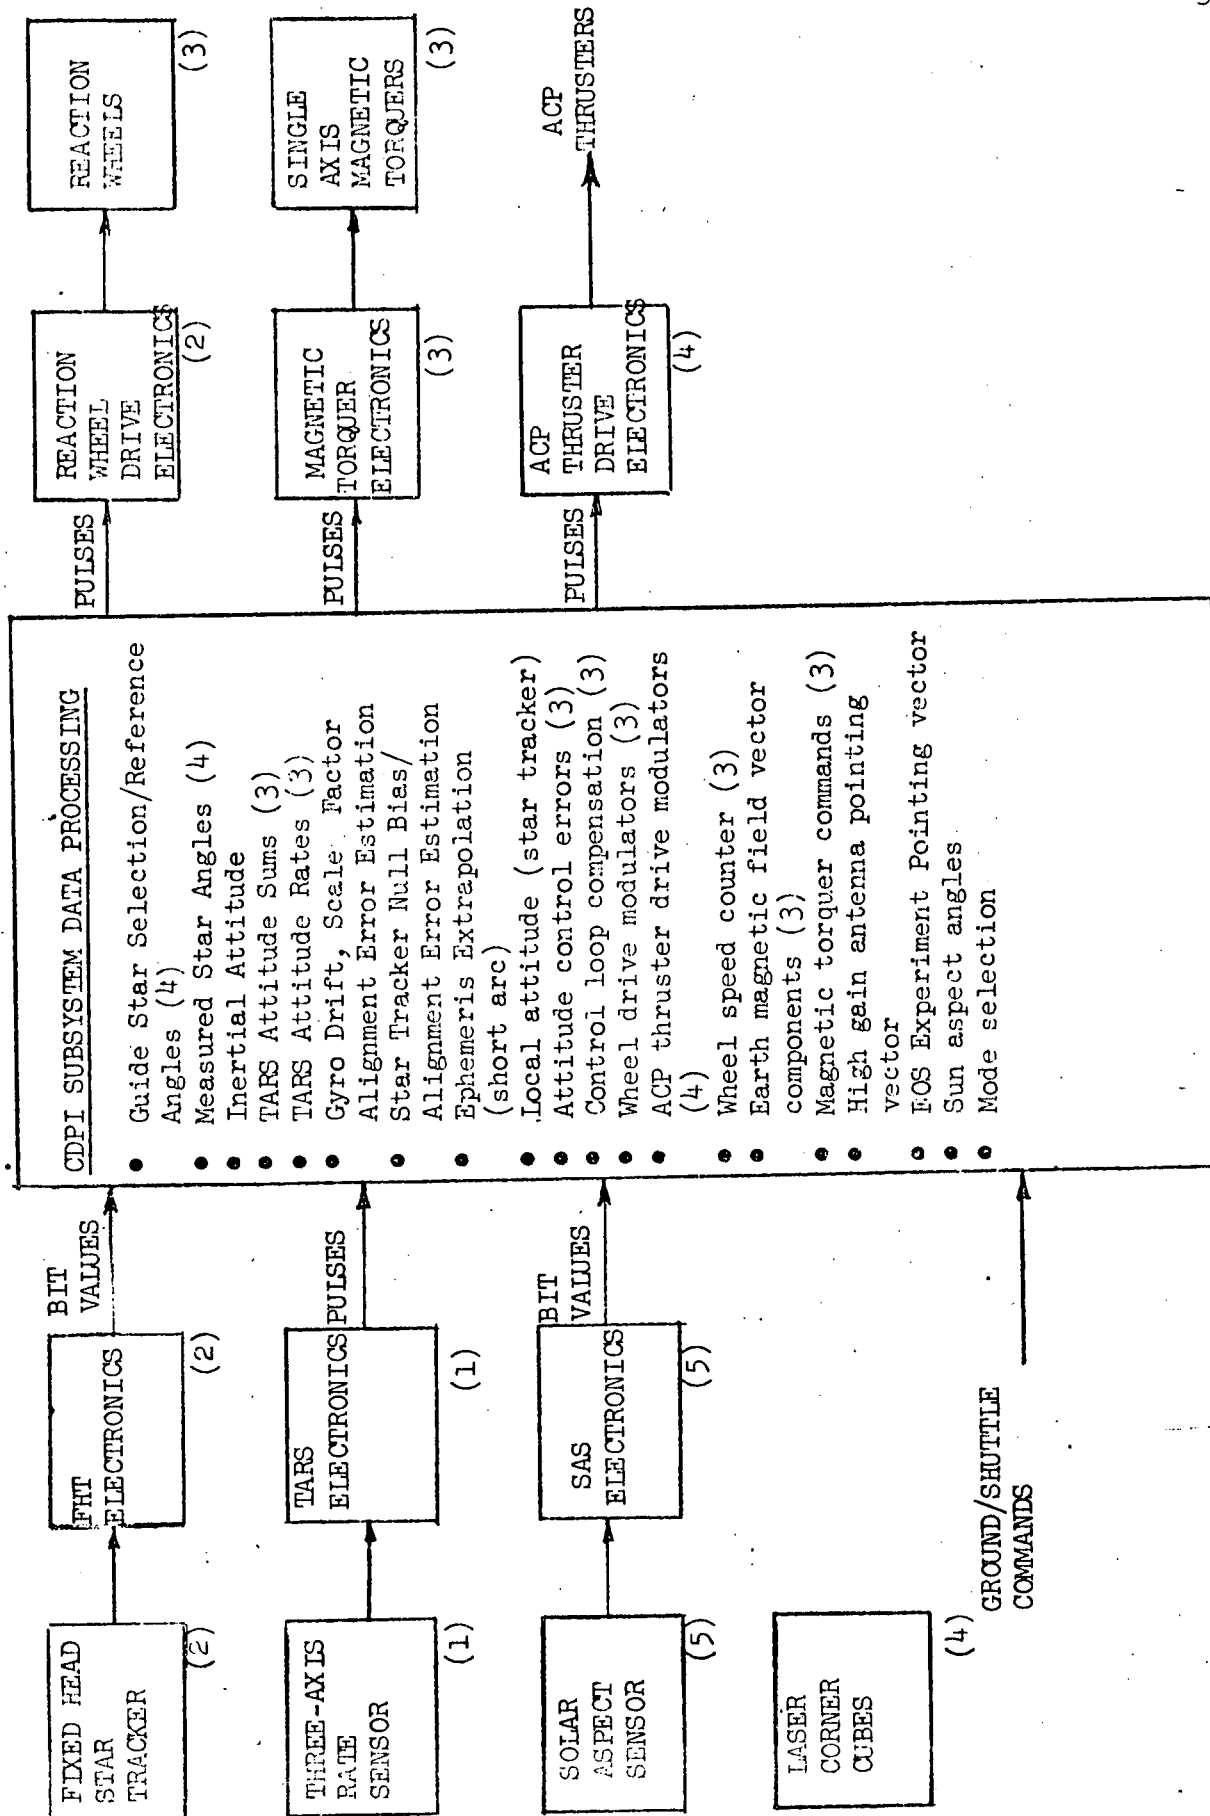 FIXED HEAD
STAR
TRACKER
(2)
FHT
ELECTRONICS
(2)
BIT
VALUES
THREE-AXIS
RATE
SENSOR
(1)
TARS
ELECTRONICS
(1)
PULSES
SOLAR
ASPECT
SENSOR
(5)
SAS
ELECTRONICS
(5)
BIT
VALUES
LASER
CORNER
CUBES
(4)
GROUND/SHUTTLE
COMMANDS
CDPI SUBSYSTEM DATA PROCESSING
● Guide Star Selection/Reference
Angles (4)
● Measured Star Angles (4)
● Inertial Attitude
● TARS Attitude Sums (3)
● TARS Attitude Rates (3)
● Gyro Drift, Scale Factor
Alignment Error Estimation
● Star Tracker Null Bias/
Alignment Error Estimation
● Ephemeris Extrapolation
(short arc)
● Local attitude (star tracker)
● Attitude control errors (3)
● Control loop compensation (3)
● Wheel drive modulators (3)
● ACP thruster drive modulators
(4)
● Wheel speed counter (3)
● Earth magnetic field vector
components (3)
● Magnetic torquer commands (3)
● High gain antenna pointing
vector
● EOS Experiment Pointing vector
● Sun aspect angles
● Mode selection
PULSES
REACTION
WHEEL
DRIVE
ELECTRONICS
(2)
REACTION
WHEELS
(3)
PULSES
MAGNETIC
TORQUER
ELECTRONICS
(3)
SINGLE
AXIS
MAGNETIC
TORQUERS
(3)
PULSES
ACP
THRUSTER
DRIVE
ELECTRONICS
(4)
ACP
THRUSTERS